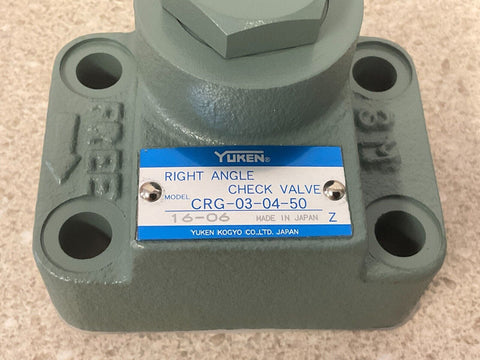 YUKEN®
RIGHT ANGLE
CHECK VALVE
MODEL CRG-03-04-50
16-06 MADE IN JAPAN Z
YUKEN KOGYO CO.,LTD. JAPAN
FREE